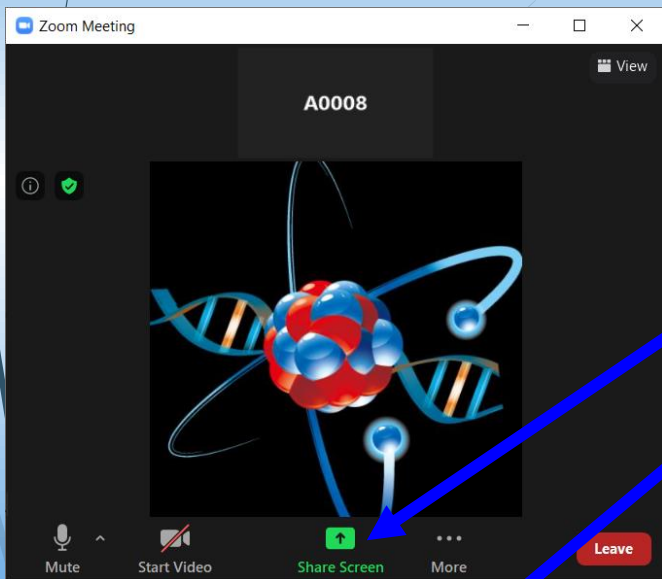 Zoom Meeting
View
A0008
Mute
Start Video
Share Screen
More
Leave